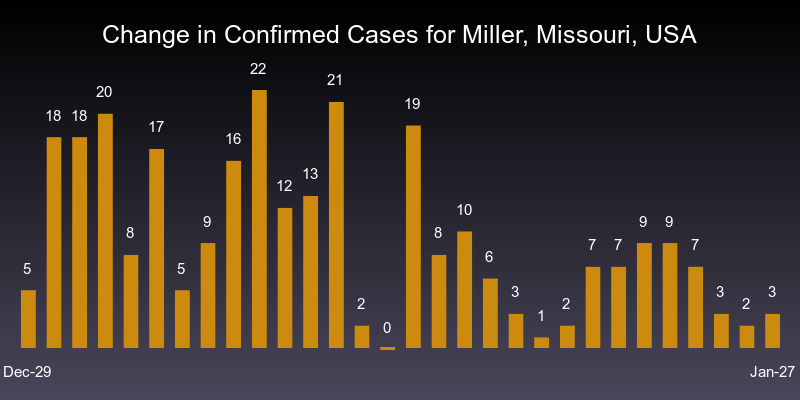 Change in Confirmed Cases for Miller, Missouri, USA
5 18 18 20 8 17 5 9 16 22 12 13 21 2 0 19 8 10 6 3 1 2 7 7 9 9 7 3 2 3
Dec-29 Jan-27